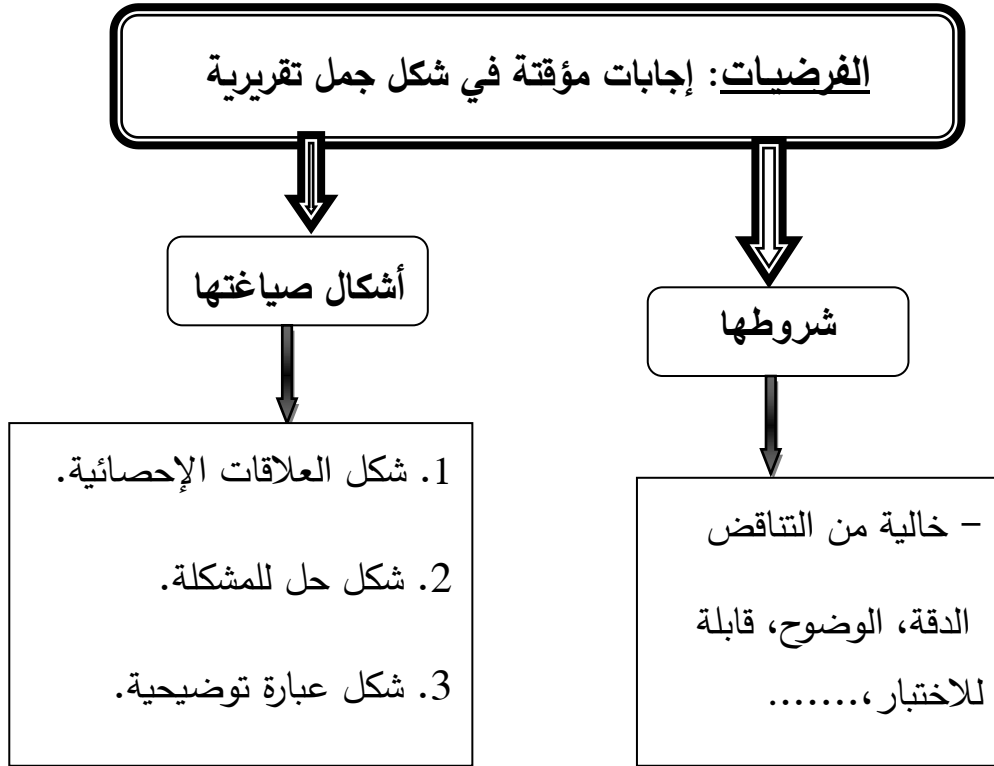 الفرضيات: إجابات مؤقتة في شكل جمل تقريرية
شروطها
– خالية من التناقض
الدقة، الوضوح، قابلة
للاختبار،.......
أشكال صياغتها
1. شكل العلاقات الإحصائية.
2. شكل حل للمشكلة.
3. شكل عبارة توضيحية.